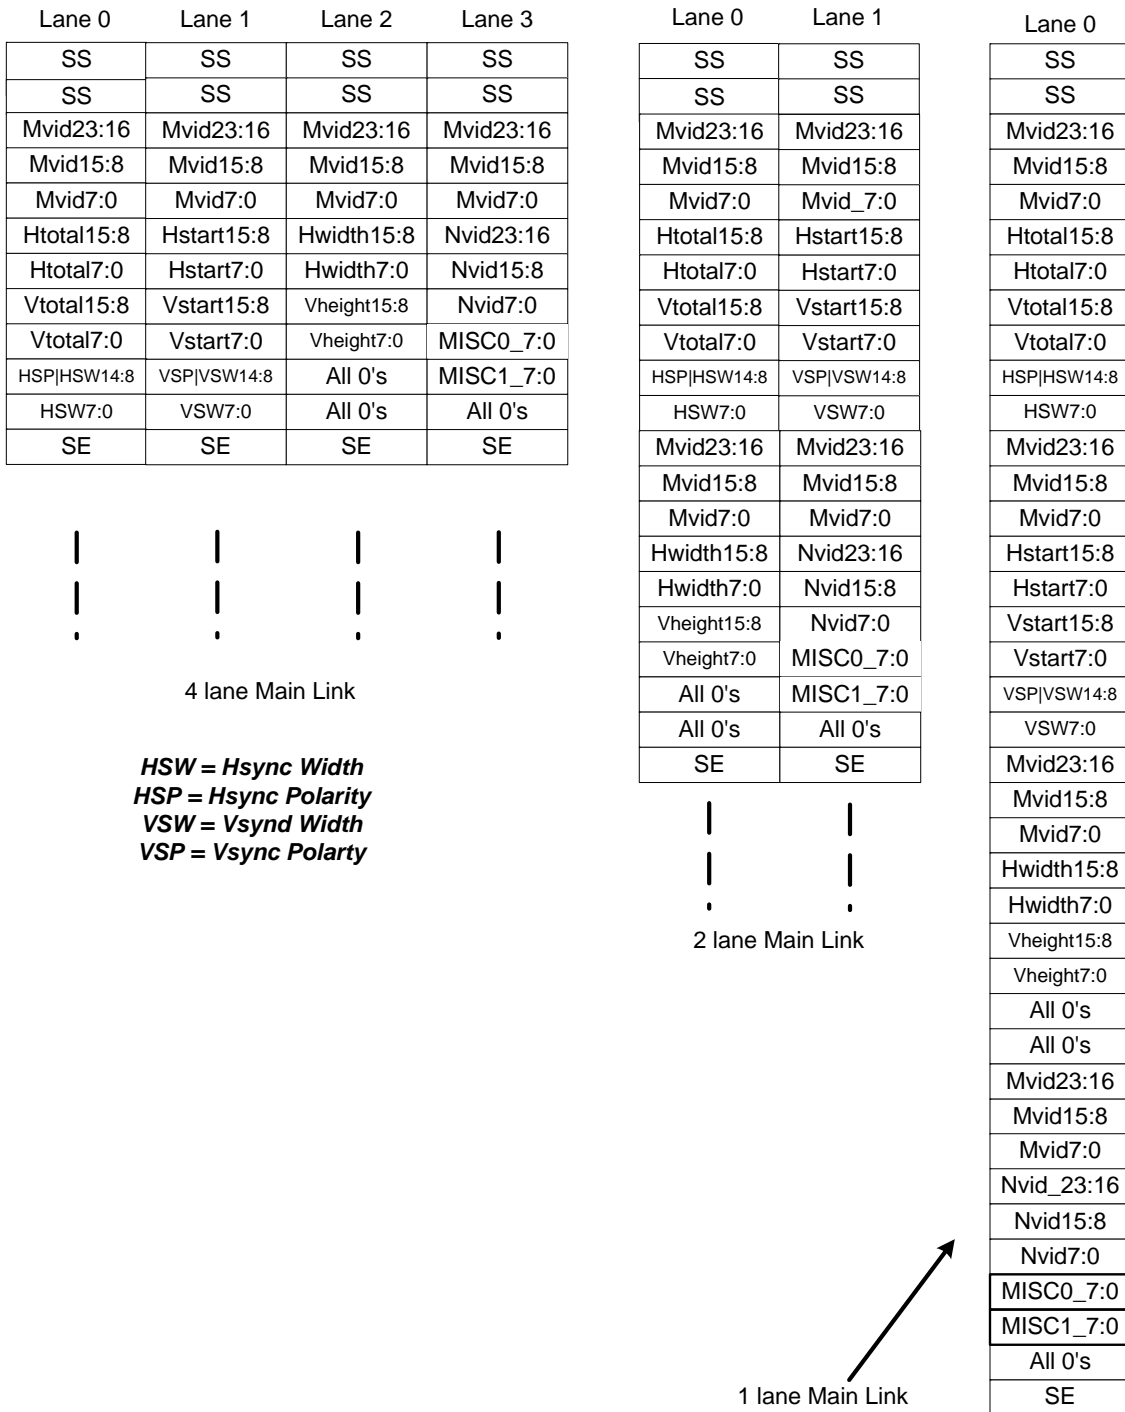 Lane 0 Lane 1 Lane 2 Lane 3
SS SS SS SS
SS SS SS SS
Mvid23:16 Mvid23:16 Mvid23:16 Mvid23:16
Mvid15:8 Mvid15:8 Mvid15:8 Mvid15:8
Mvid7:0 Mvid7:0 Mvid7:0 Mvid7:0
Htotal15:8 Hstart15:8 Hwidth15:8 Nvid23:16
Htotal7:0 Hstart7:0 Hwidth7:0 Nvid15:8
Vtotal15:8 Vstart15:8 Vheight15:8 Nvid7:0
Vtotal7:0 Vstart7:0 Vheight7:0 MISC0_7:0
HSP|HSW14:8 VSP|VSW14:8 All 0's MISC1_7:0
HSW7:0 VSW7:0 All 0's All 0's
SE SE SE SE
4 lane Main Link
HSW = Hsync Width
HSP = Hsync Polarity
VSW = Vsynd Width
VSP = Vsync Polarty
Lane 0 Lane 1
SS SS
SS SS
Mvid23:16 Mvid23:16
Mvid15:8 Mvid15:8
Mvid7:0 Mvid_7:0
Htotal15:8 Hstart15:8
Htotal7:0 Hstart7:0
Vtotal15:8 Vstart15:8
Vtotal7:0 Vstart7:0
HSP|HSW14:8 VSP|VSW14:8
HSW7:0 VSW7:0
Mvid23:16 Mvid23:16
Mvid15:8 Mvid15:8
Mvid7:0 Mvid7:0
Hwidth15:8 Nvid23:16
Hwidth7:0 Nvid15:8
Vheight15:8 Nvid7:0
Vheight7:0 MISC0_7:0
All 0's MISC1_7:0
All 0's All 0's
SE SE
2 lane Main Link
Lane 0
SS
SS
Mvid23:16
Mvid15:8
Mvid7:0
Htotal15:8
Htotal7:0
Vtotal15:8
Vtotal7:0
HSP|HSW14:8
HSW7:0
Mvid23:16
Mvid15:8
Mvid7:0
Hstart15:8
Hstart7:0
Vstart15:8
Vstart7:0
VSP|VSW14:8
VSW7:0
Mvid23:16
Mvid15:8
Mvid7:0
Hwidth15:8
Hwidth7:0
Vheight15:8
Vheight7:0
All 0's
All 0's
Mvid23:16
Mvid15:8
Mvid7:0
Nvid_23:16
Nvid15:8
Nvid7:0
MISC0_7:0
MISC1_7:0
All 0's
SE
1 lane Main Link